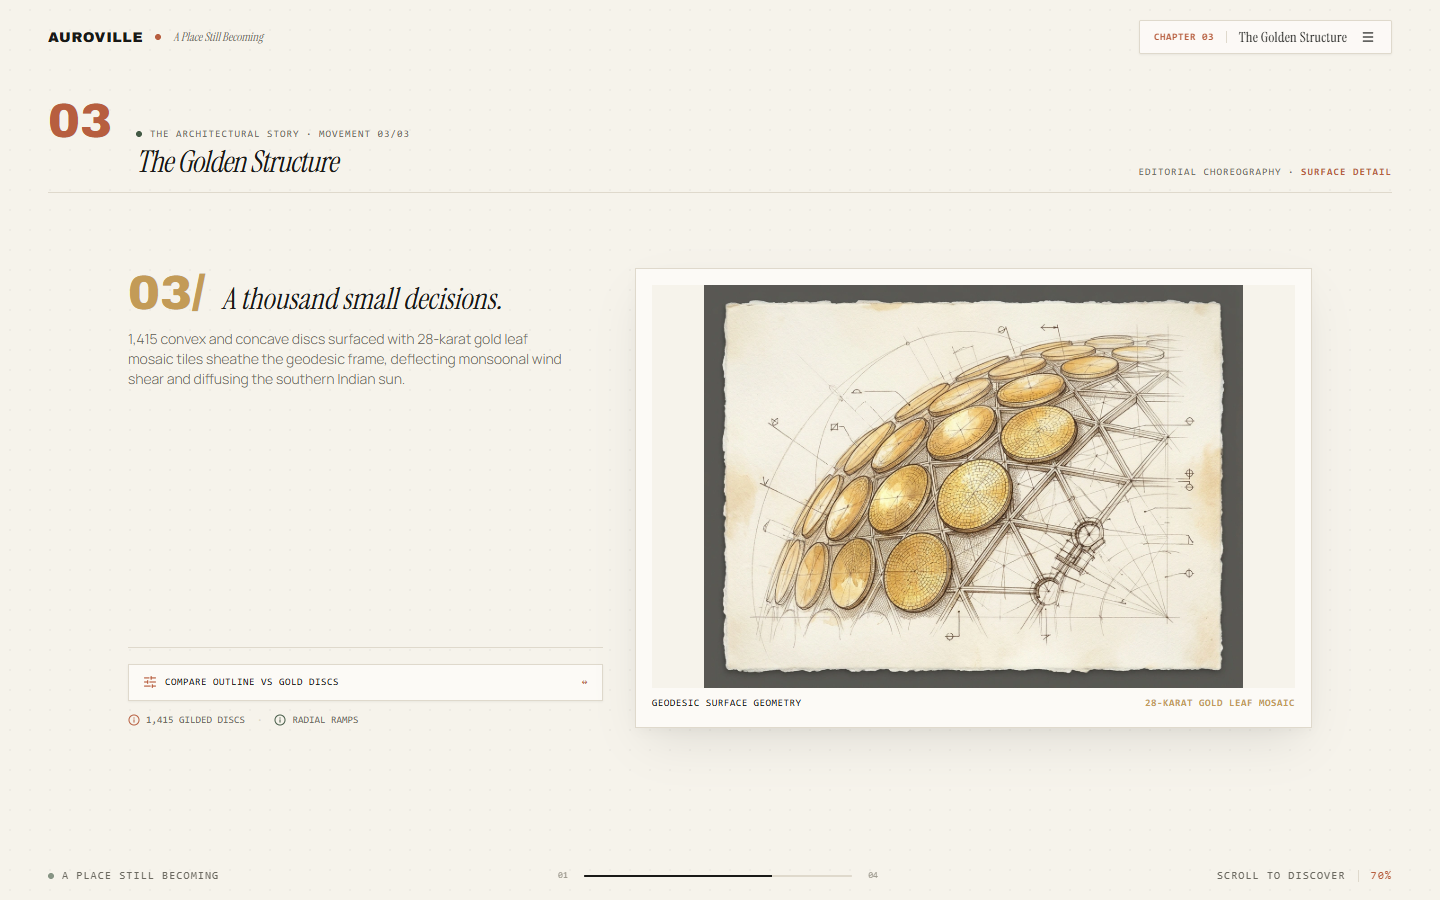 AUROVILLE
A Place Still Becoming
CHAPTER 03
The Golden Structure
03
THE ARCHITECTURAL STORY · MOVEMENT 03/03
The Golden Structure
EDITORIAL CHOREOGRAPHY · SURFACE DETAIL
03/ A thousand small decisions.
1,415 convex and concave discs surfaced with 28-karat gold leaf
mosaic tiles sheathe the geodesic frame, deflecting monsoonal wind
shear and diffusing the southern Indian sun.
COMPARE OUTLINE VS GOLD DISCS
1,415 GILDED DISCS · RADIAL RAMPS
GEODESIC SURFACE GEOMETRY
28-KARAT GOLD LEAF MOSAIC
A PLACE STILL BECOMING
01
04
SCROLL TO DISCOVER
70%